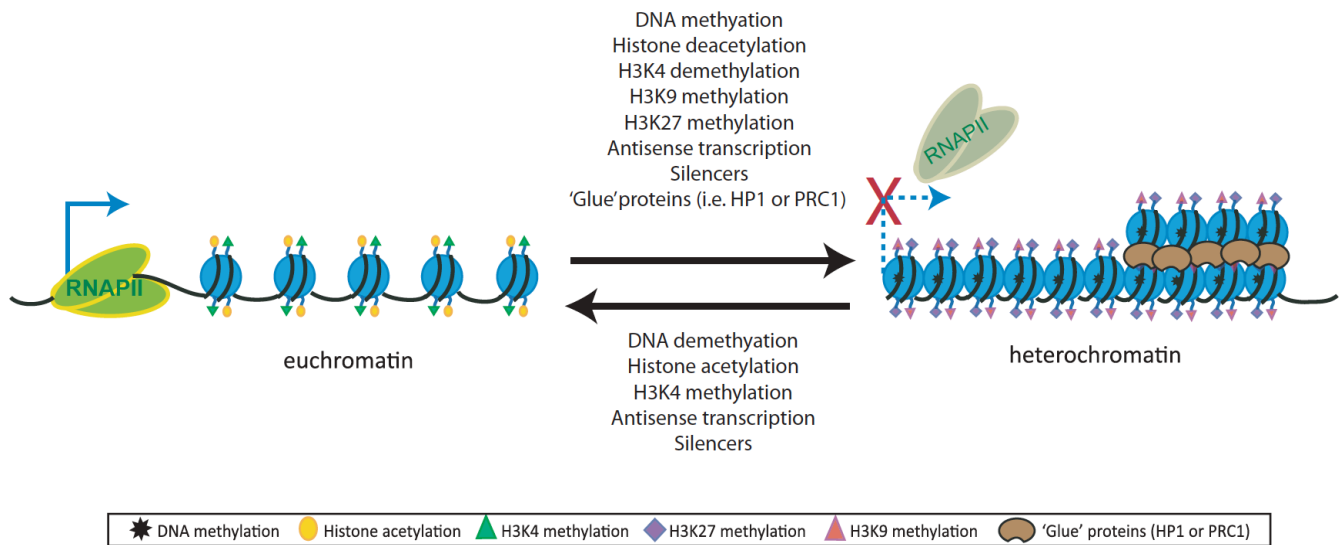 DNA methyation
Histone deacetylation
H3K4 demethylation
H3K9 methylation
H3K27 methylation
Antisense transcription
Silencers
'Glue'proteins (i.e. HP1 or PRC1)
RNAPII
X
RNAPII
euchromatin
heterochromatin
DNA demethyation
Histone acetylation
H3K4 methylation
Antisense transcription
Silencers
DNA methylation Histone acetylation H3K4 methylation H3K27 methylation H3K9 methylation 'Glue' proteins (HP1 or PRC1)